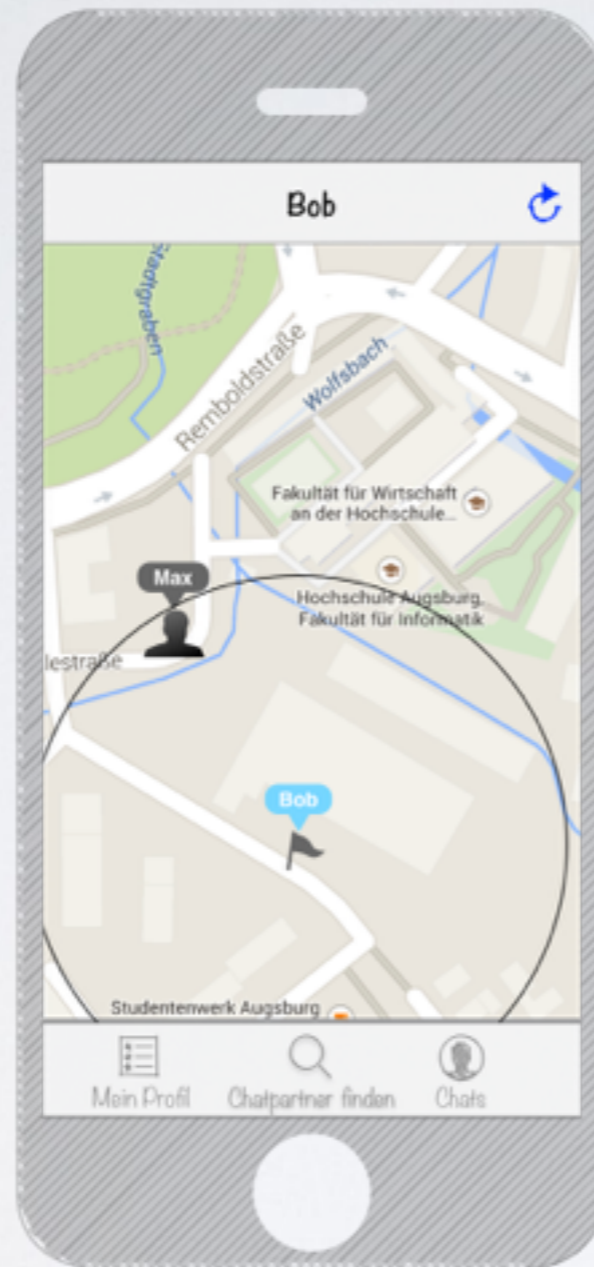 Bob
Stadtgraben
Remboldstraße
Wolfsbach
Fakultät für Wirtschaft
an der Hochschule...
Max
Hochschule Augsburg,
Fakultät für Informatik
lestraße
Bob
Studentenwerk Augsburg
Mein Profil
Chatpartner finden
Chats